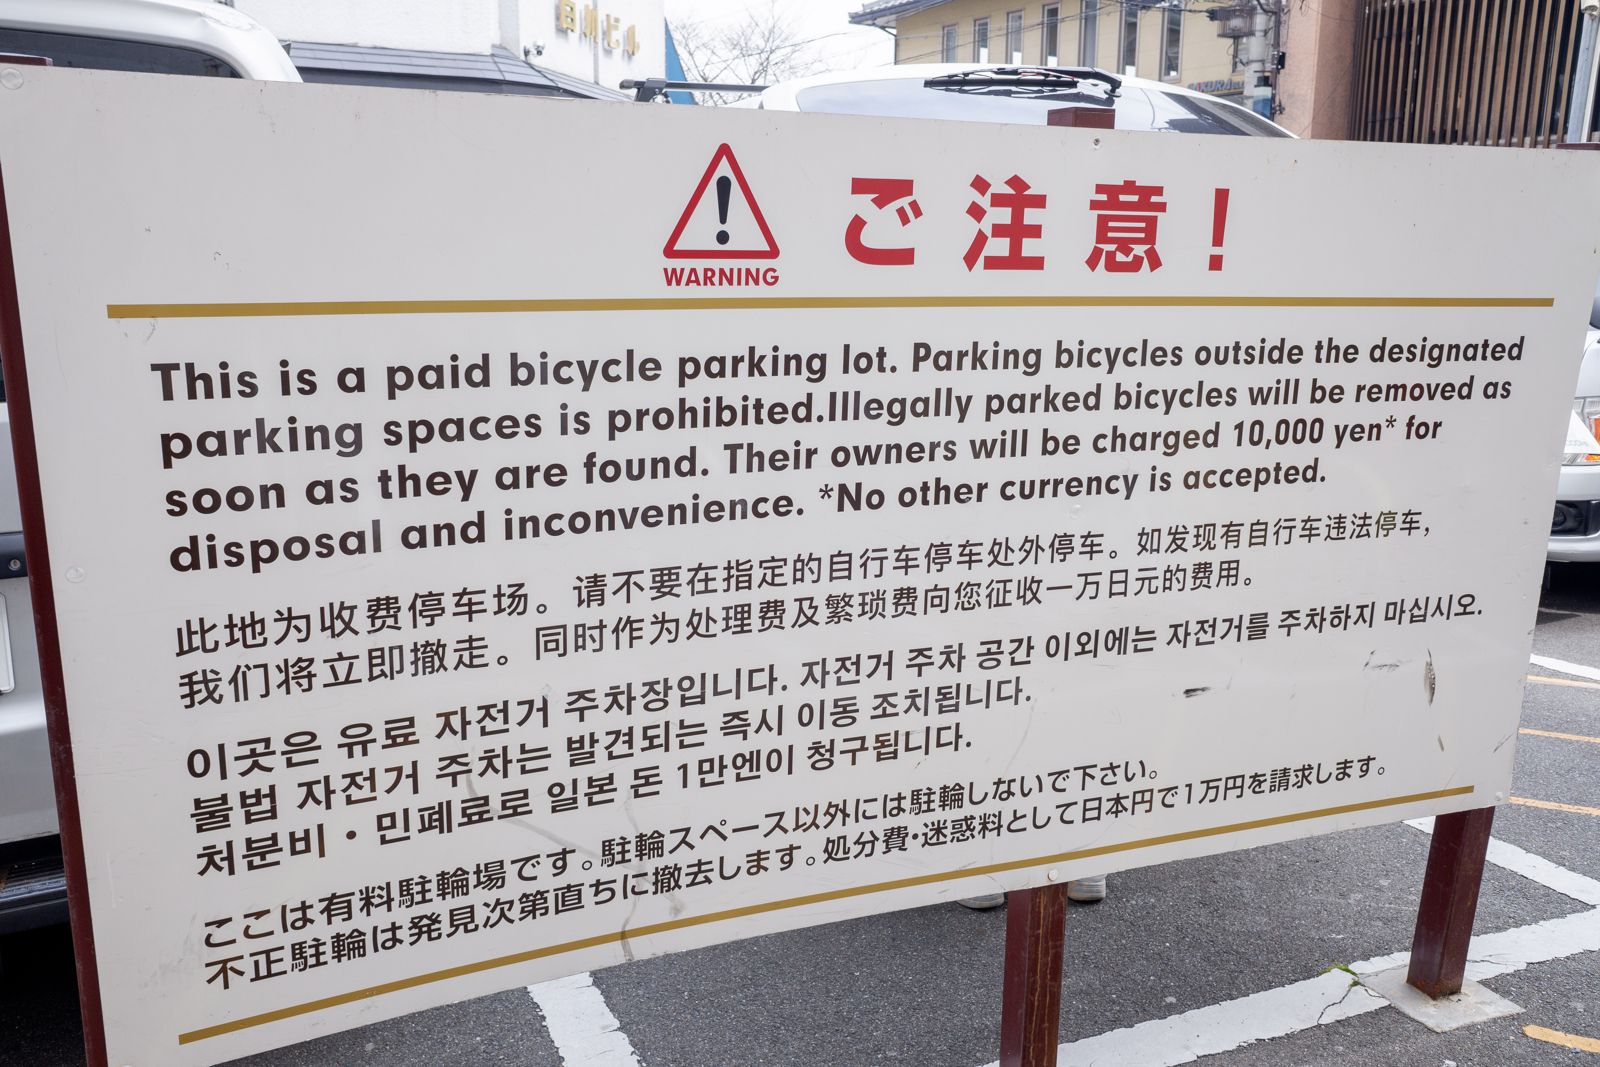 白川ビル
SAKURA
WARNING
ご注意！
This is a paid bicycle parking lot. Parking bicycles outside the designated
parking spaces is prohibited.Illegally parked bicycles will be removed as
soon as they are found. Their owners will be charged 10,000 yen* for
disposal and inconvenience. *No other currency is accepted.
此地为收费停车场。请不要在指定的自行车停车处外停车。如发现有自行车违法停车，
我们将立即撤走。同时作为处理费及繁琐费向您征收一万日元的费用。
이곳은 유료 자전거 주차장입니다. 자전거 주차 공간 이외에는 자전거를 주차하지 마십시오.
불법 자전거 주차는 발견되는 즉시 이동 조치됩니다.
처분비・민폐료로 일본 돈 1만엔이 청구됩니다.
ここは有料駐輪場です。駐輪スペース以外には駐輪しないで下さい。
不正駐輪は発見次第直ちに撤去します。処分費・迷惑料として日本円で1万円を請求します。